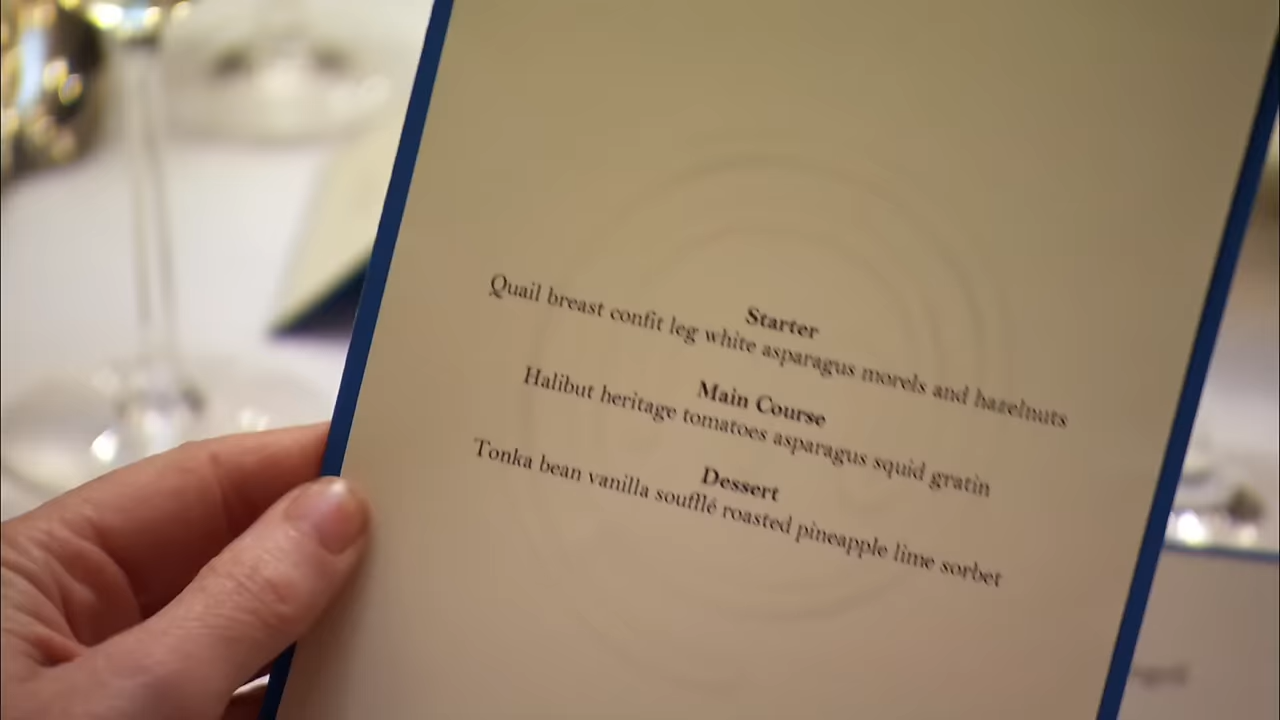 Starter
Quail breast confit leg white asparagus morels and hazelnuts
Main Course
Halibut heritage tomatoes asparagus squid gratin
Dessert
Tonka bean vanilla soufflé roasted pineapple lime sorbet